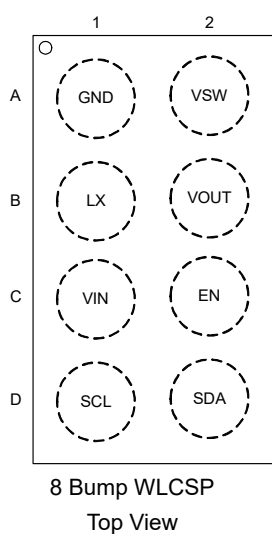 1 2
A GND VSW
B LX VOUT
C VIN EN
D SCL SDA
8 Bump WLCSP
Top View